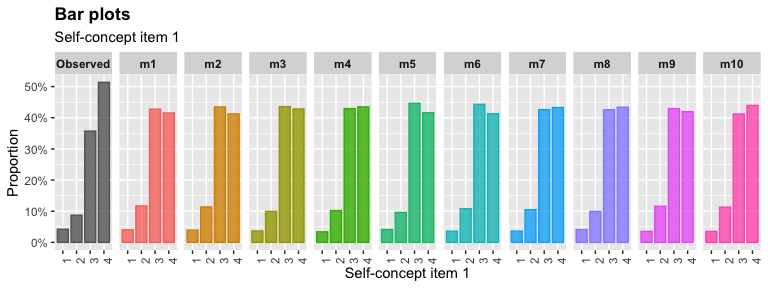 Bar plots
Self-concept item 1
Observed m1 m2 m3 m4 m5 m6 m7 m8 m9 m10
Proportion
50%
40%
30%
20%
10%
0%
1 2 3 4 1 2 3 4 1 2 3 4 1 2 3 4 1 2 3 4 1 2 3 4 1 2 3 4 1 2 3 4 1 2 3 4 1 2 3 4 1 2 3 4
Self-concept item 1